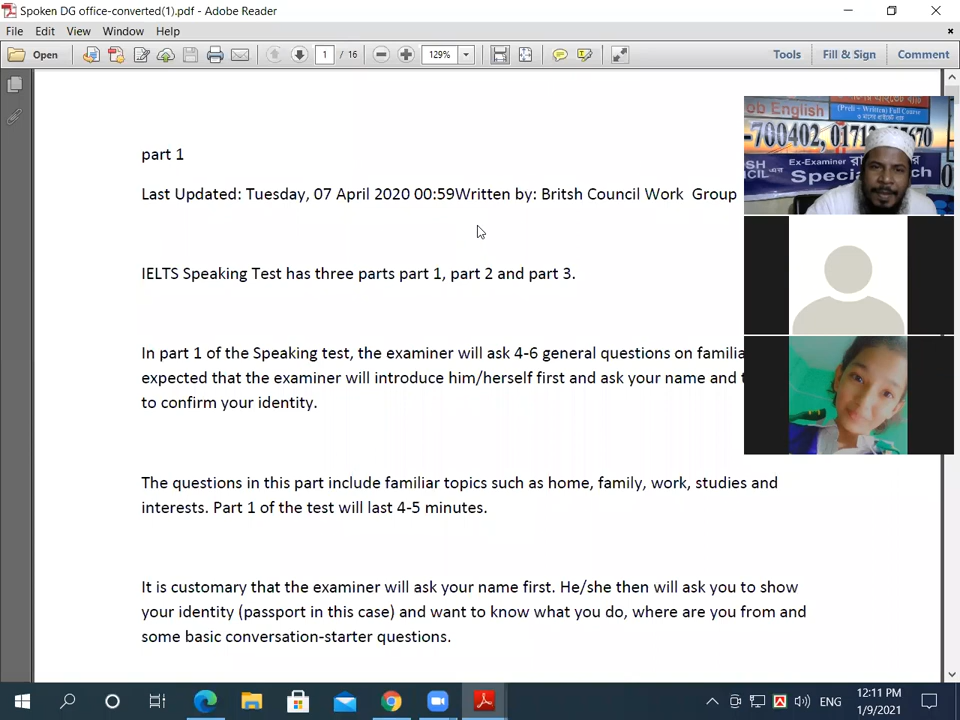 Spoken DG office-converted(1).pdf - Adobe Reader
File Edit View Window Help
Open 1 / 16 129% Tools Fill & Sign Comment
part 1
Last Updated: Tuesday, 07 April 2020 00:59Written by: Britsh Council Work Group
IELTS Speaking Test has three parts part 1, part 2 and part 3.
In part 1 of the Speaking test, the examiner will ask 4-6 general questions on
expected that the examiner will introduce him/herself first and ask your name and
to confirm your identity.
The questions in this part include familiar topics such as home, family, work, studies and
interests. Part 1 of the test will last 4-5 minutes.
It is customary that the examiner will ask your name first. He/she then will ask you to show
your identity (passport in this case) and want to know what you do, where are you from and
some basic conversation-starter questions.
English
(Preli + Written) Full Course
-700402,
Ex-Examiner
ENG
12:11 PM
1/9/2021